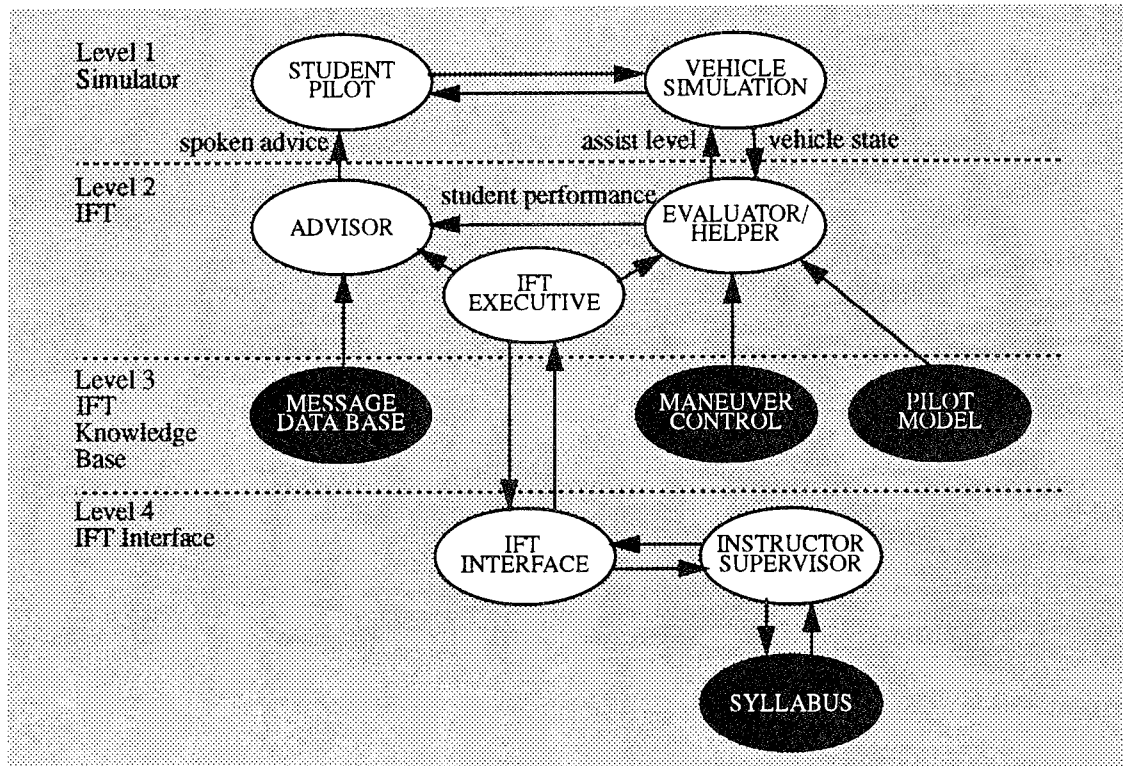 Level 1
Simulator
STUDENT
PILOT
VEHICLE
SIMULATION
spoken advice
assist level
vehicle state
Level 2
IFT
ADVISOR
student performance
EVALUATOR/
HELPER
IFT
EXECUTIVE
Level 3
IFT
Knowledge
Base
MESSAGE
DATA BASE
MANEUVER
CONTROL
PILOT
MODEL
Level 4
IFT Interface
IFT
INTERFACE
INSTRUCTOR
SUPERVISOR
SYLLABUS